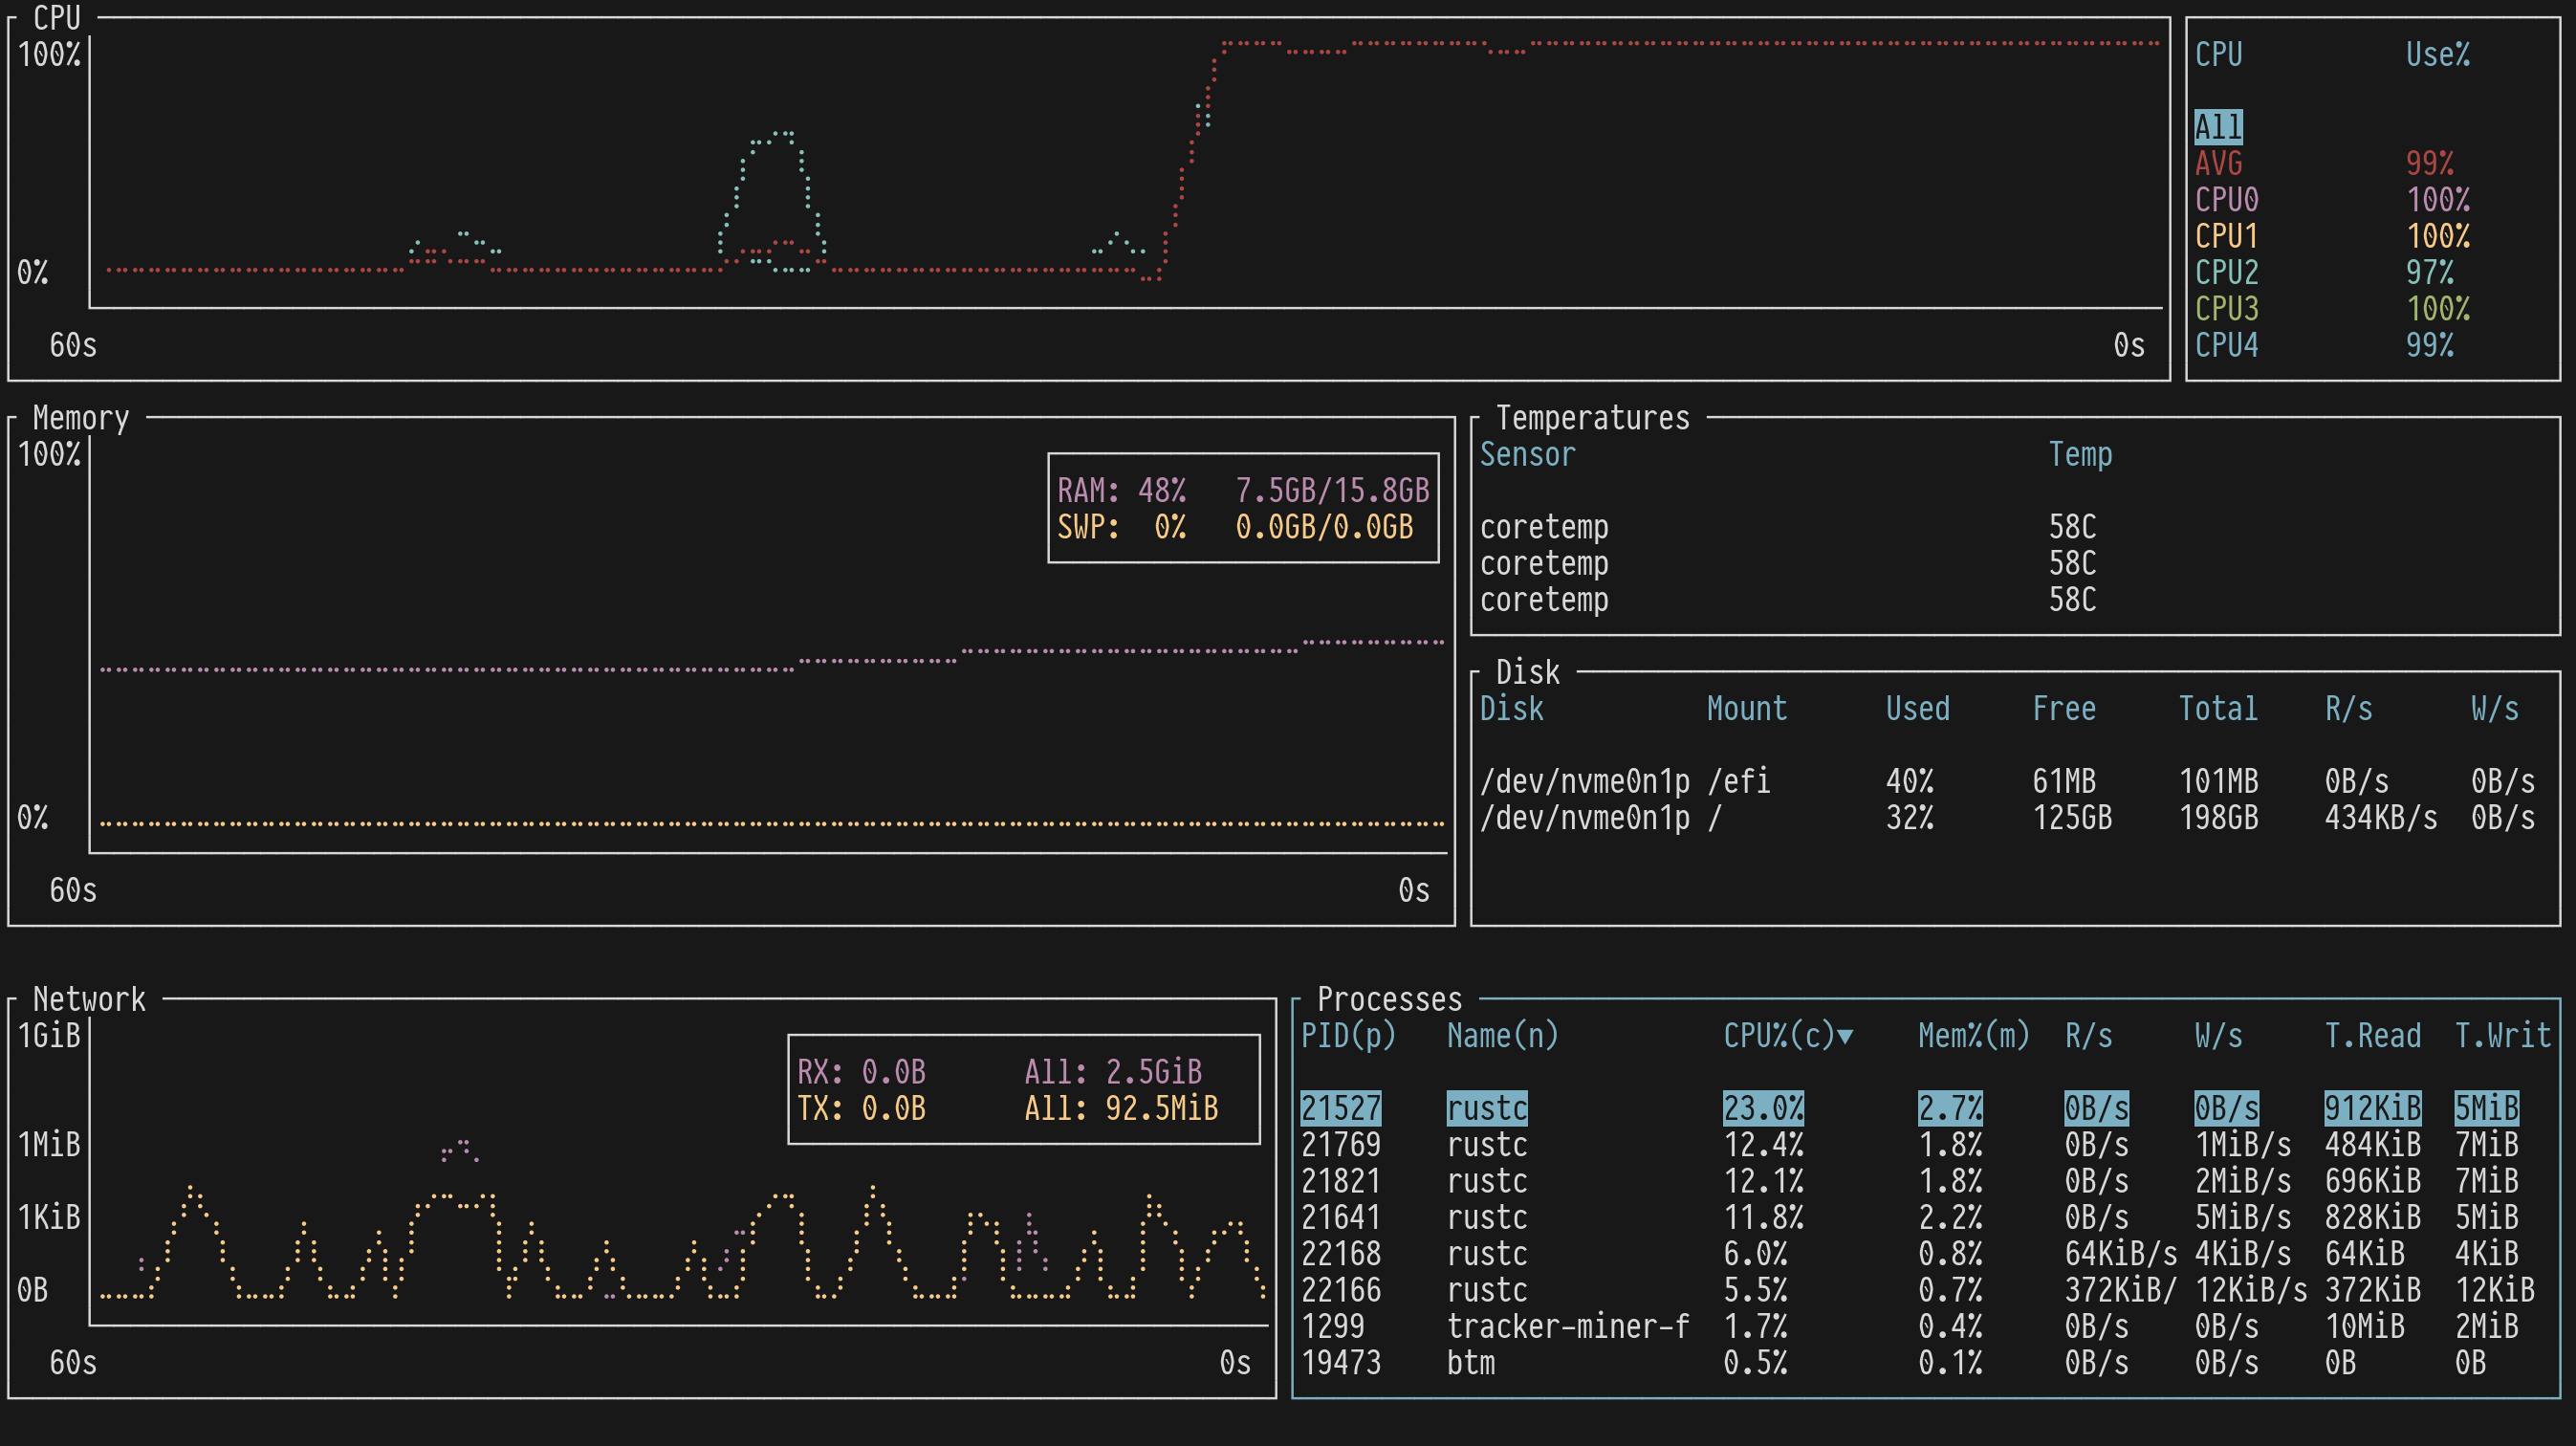 CPU
100%
0%
60s 0s
CPU Use%
All
AVG 99%
CPU0 100%
CPU1 100%
CPU2 97%
CPU3 100%
CPU4 99%
Memory
100%
RAM: 48% 7.5GB/15.8GB
SWP: 0% 0.0GB/0.0GB
0%
60s 0s
Temperatures
Sensor Temp
coretemp 58C
coretemp 58C
coretemp 58C
Disk
Disk Mount Used Free Total R/s W/s
/dev/nvme0n1p /efi 40% 61MB 101MB 0B/s 0B/s
/dev/nvme0n1p / 32% 125GB 198GB 434KB/s 0B/s
Network
1GiB
RX: 0.0B All: 2.5GiB
TX: 0.0B All: 92.5MiB
1MiB
1KiB
0B
60s 0s
Processes
PID(p) Name(n) CPU%(c)▼ Mem%(m) R/s W/s T.Read T.Writ
21527 rustc 23.0% 2.7% 0B/s 0B/s 912KiB 5MiB
21769 rustc 12.4% 1.8% 0B/s 1MiB/s 484KiB 7MiB
21821 rustc 12.1% 1.8% 0B/s 2MiB/s 696KiB 7MiB
21641 rustc 11.8% 2.2% 0B/s 5MiB/s 828KiB 5MiB
22168 rustc 6.0% 0.8% 64KiB/s 4KiB/s 64KiB 4KiB
22166 rustc 5.5% 0.7% 372KiB/ 12KiB/s 372KiB 12KiB
1299 tracker-miner-f 1.7% 0.4% 0B/s 0B/s 10MiB 2MiB
19473 btm 0.5% 0.1% 0B/s 0B/s 0B 0B